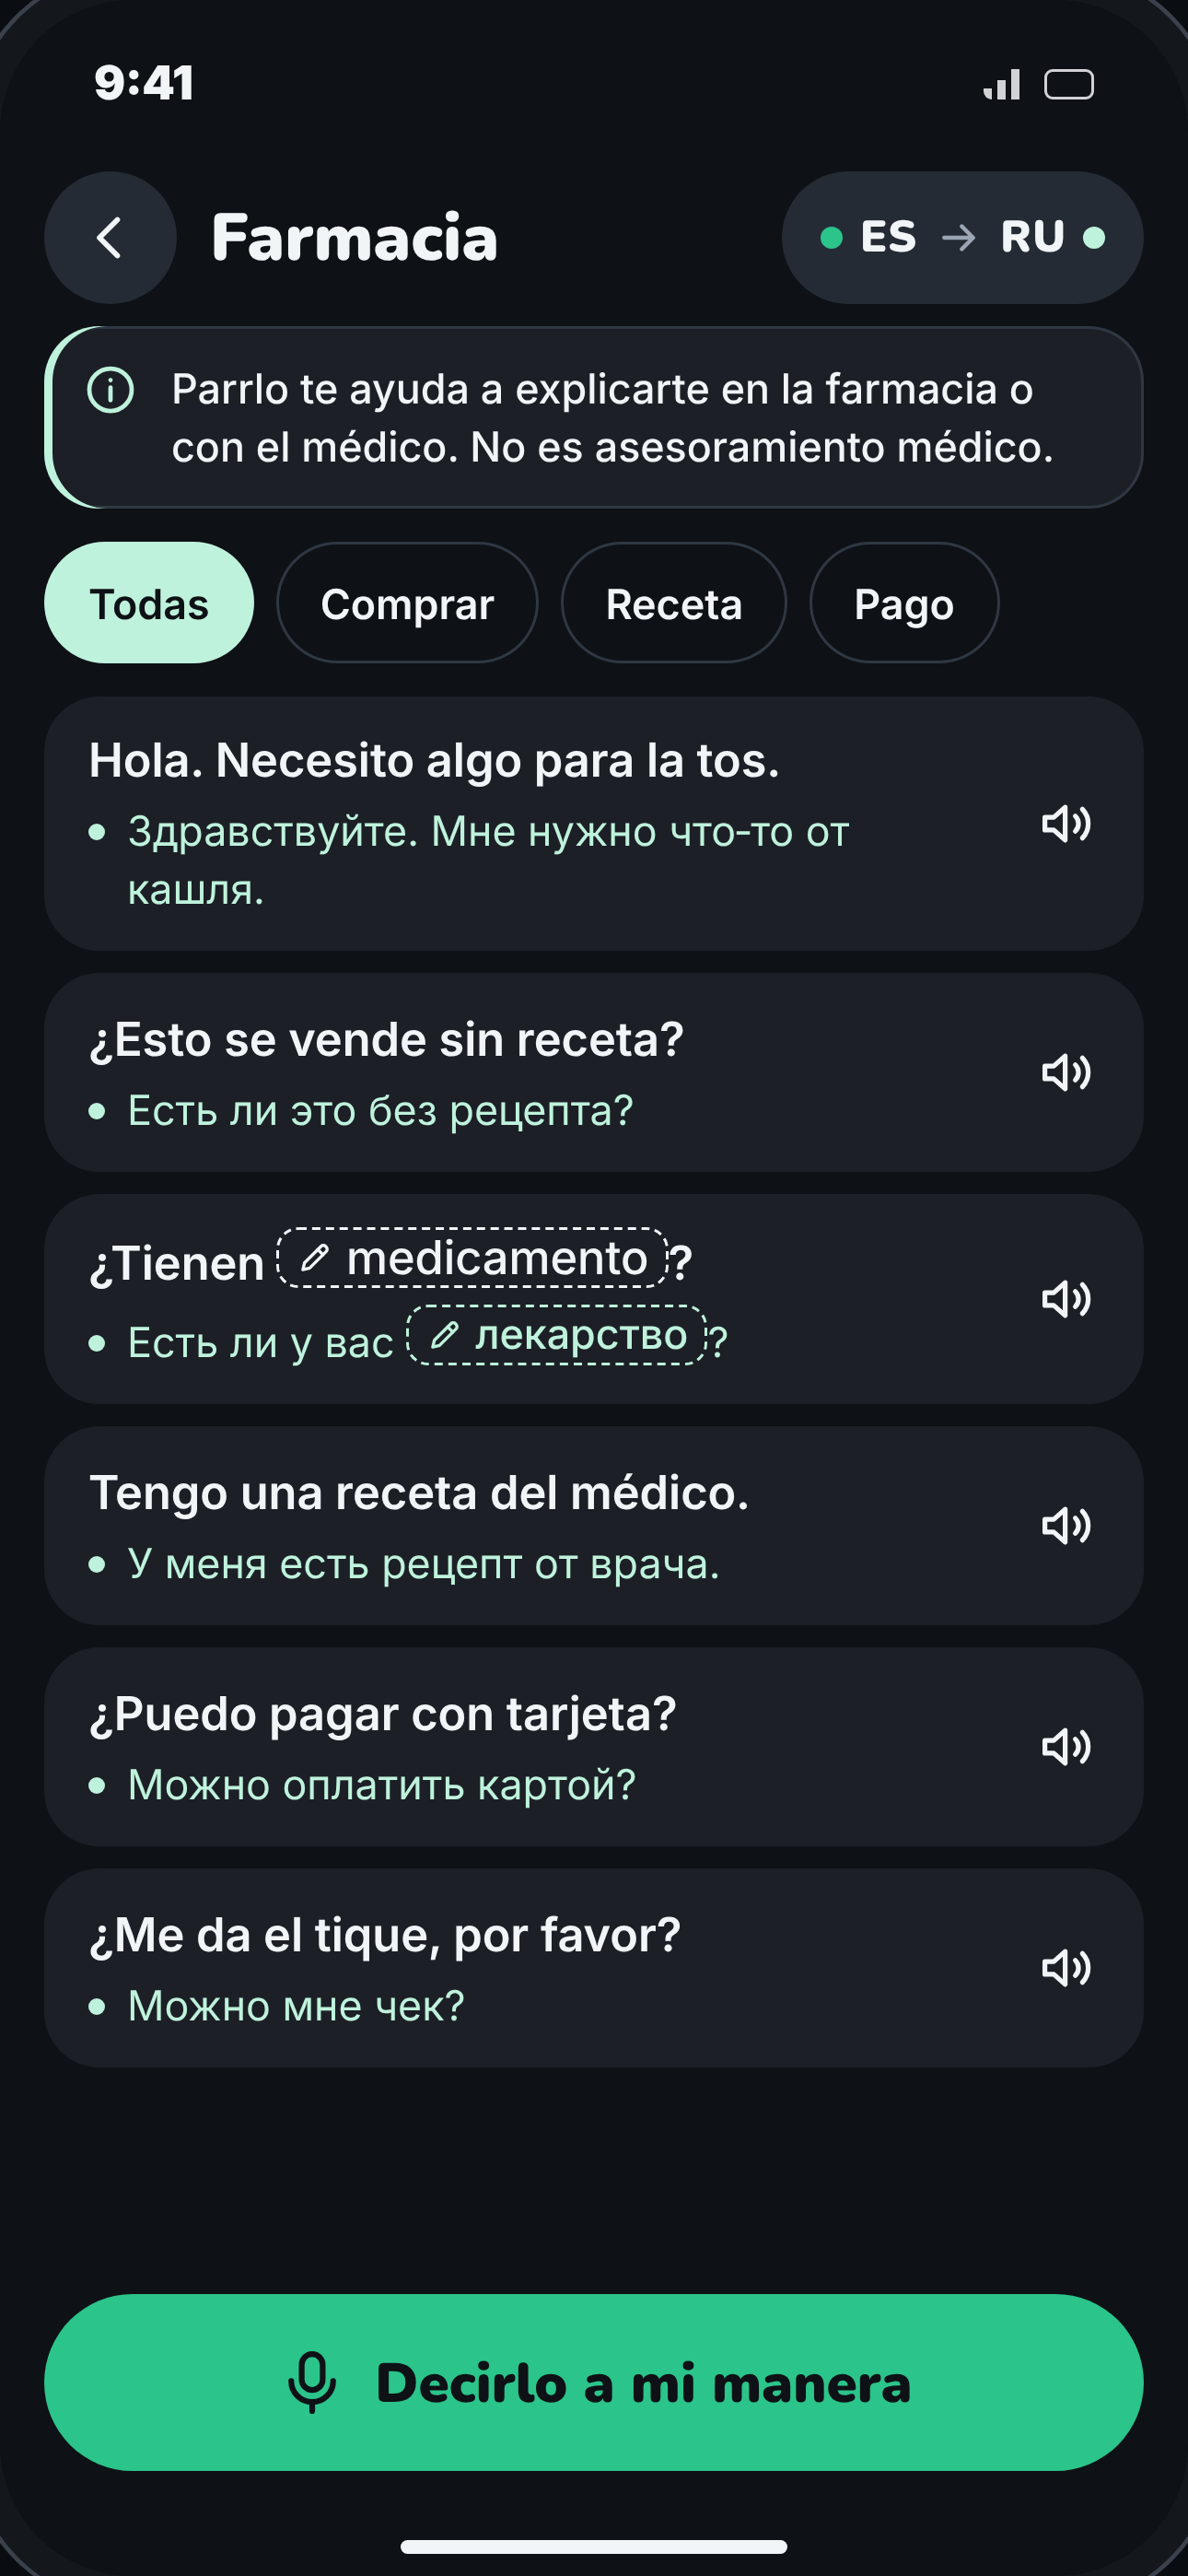 9:41
Farmacia
ES → RU
Parrlo te ayuda a explicarte en la farmacia o
con el médico. No es asesoramiento médico.
Todas Comprar Receta Pago
Hola. Necesito algo para la tos.
Здравствуйте. Мне нужно что-то от
кашля.
¿Esto se vende sin receta?
Есть ли это без рецепта?
¿Tienen medicamento?
Есть ли у вас лекарство?
Tengo una receta del médico.
У меня есть рецепт от врача.
¿Puedo pagar con tarjeta?
Можно оплатить картой?
¿Me da el tique, por favor?
Можно мне чек?
Decirlo a mi manera